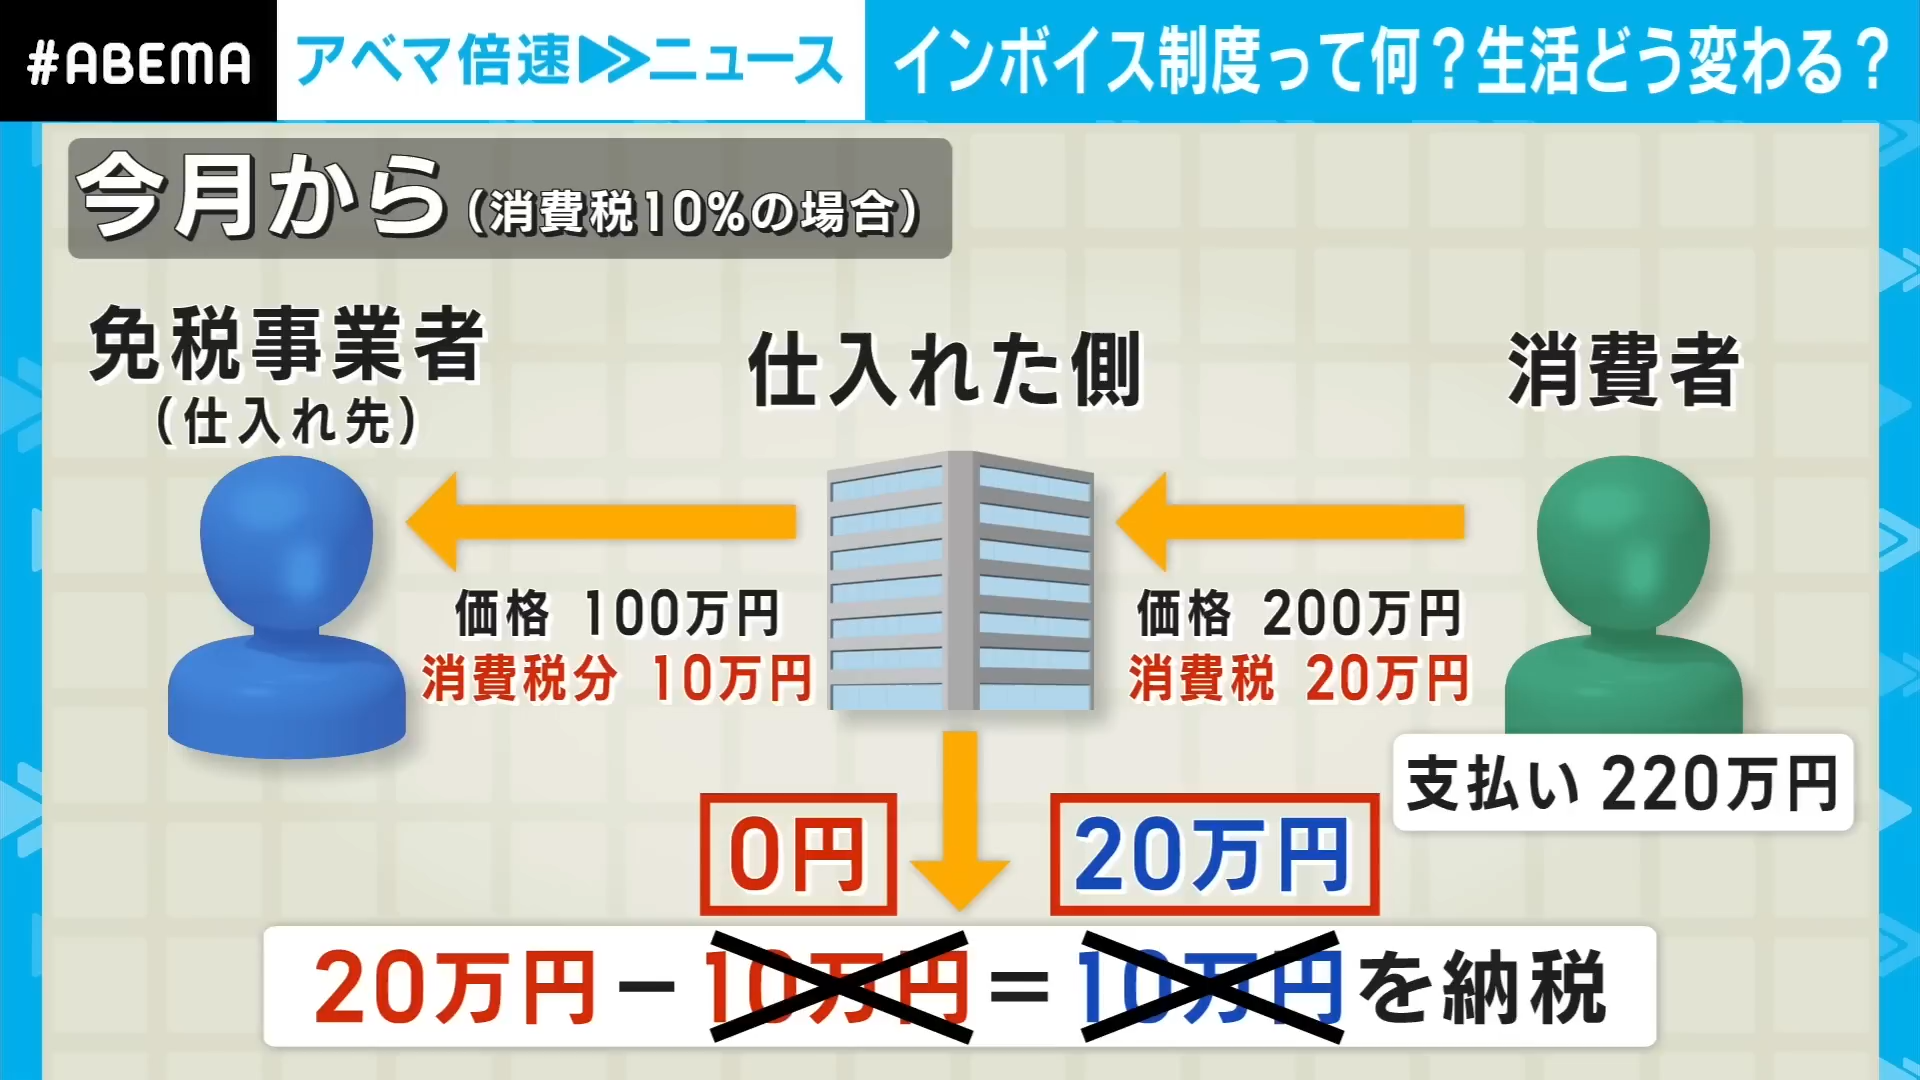 #ABEMA
アベマ倍速ニュース
インボイス制度って何？生活どう変わる？
今月から（消費税10%の場合）
免税事業者
（仕入れ先）
仕入れた側
消費者
価格 100万円
消費税分 10万円
価格 200万円
消費税 20万円
支払い 220万円
0円
20万円
20万円－10万円＝10万円を納税